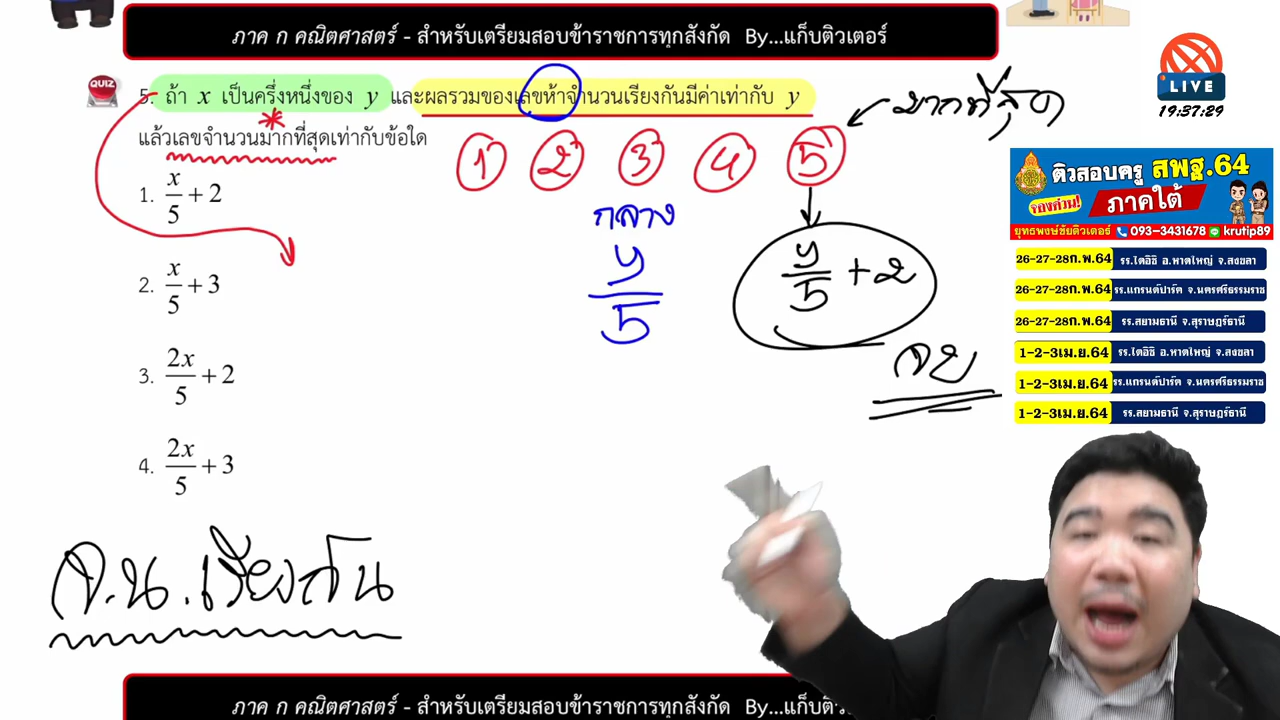 ภาค ก คณิตศาสตร์ - สำหรับเตรียมสอบข้าราชการทุกสังกัด By...แก็บติวเตอร์
QUIZ
5. ถ้า x เป็นครึ่งหนึ่งของ y และผลรวมของเลขห้าจำนวนเรียงกันมีค่าเท่ากับ y
แล้วเลขจำนวนมากที่สุดเท่ากับข้อใด
1. x/5 + 2
2. x/5 + 3
3. 2x/5 + 2
4. 2x/5 + 3
1 2 3 4 5
มากที่สุด
กลาง
y/5
y/5 + 2
จบ
จ.น.เรียงกัน
LIVE
19:37:29
ติวสอบครู สพฐ.64
จองด่วน! ภาคใต้
ยุทธพงษ์ชัยติวเตอร์ 093-3431678 krutip89
26-27-28ก.พ.64 รร.ไดอิชิ อ.หาดใหญ่ จ.สงขลา
26-27-28ก.พ.64 รร.แกรนด์ปาร์ค จ.นครศรีธรรมราช
26-27-28ก.พ.64 รร.สยามธานี จ.สุราษฎร์ธานี
1-2-3เม.ย.64 รร.ไดอิชิ อ.หาดใหญ่ จ.สงขลา
1-2-3เม.ย.64 รร.แกรนด์ปาร์ค จ.นครศรีธรรมราช
1-2-3เม.ย.64 รร.สยามธานี จ.สุราษฎร์ธานี
ภาค ก คณิตศาสตร์ - สำหรับเตรียมสอบข้าราชการทุกสังกัด By...แก็บติว